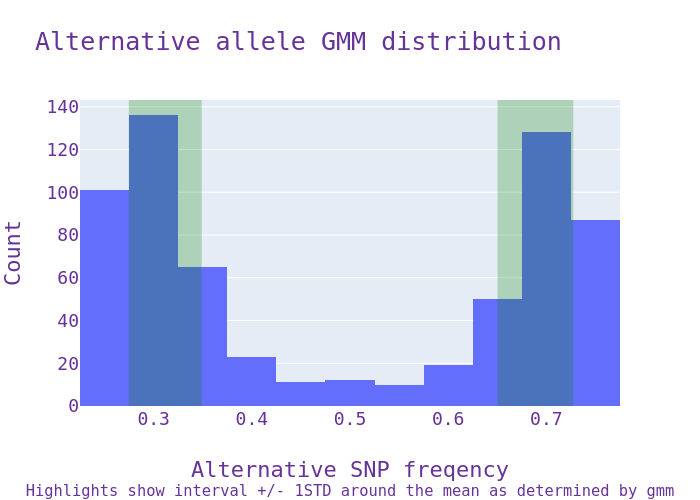 Alternative allele GMM distribution
140
120
100
80
60
40
20
0
Count
0.3 0.4 0.5 0.6 0.7
Alternative SNP freqency
Highlights show interval +/- 1STD around the mean as determined by gmm